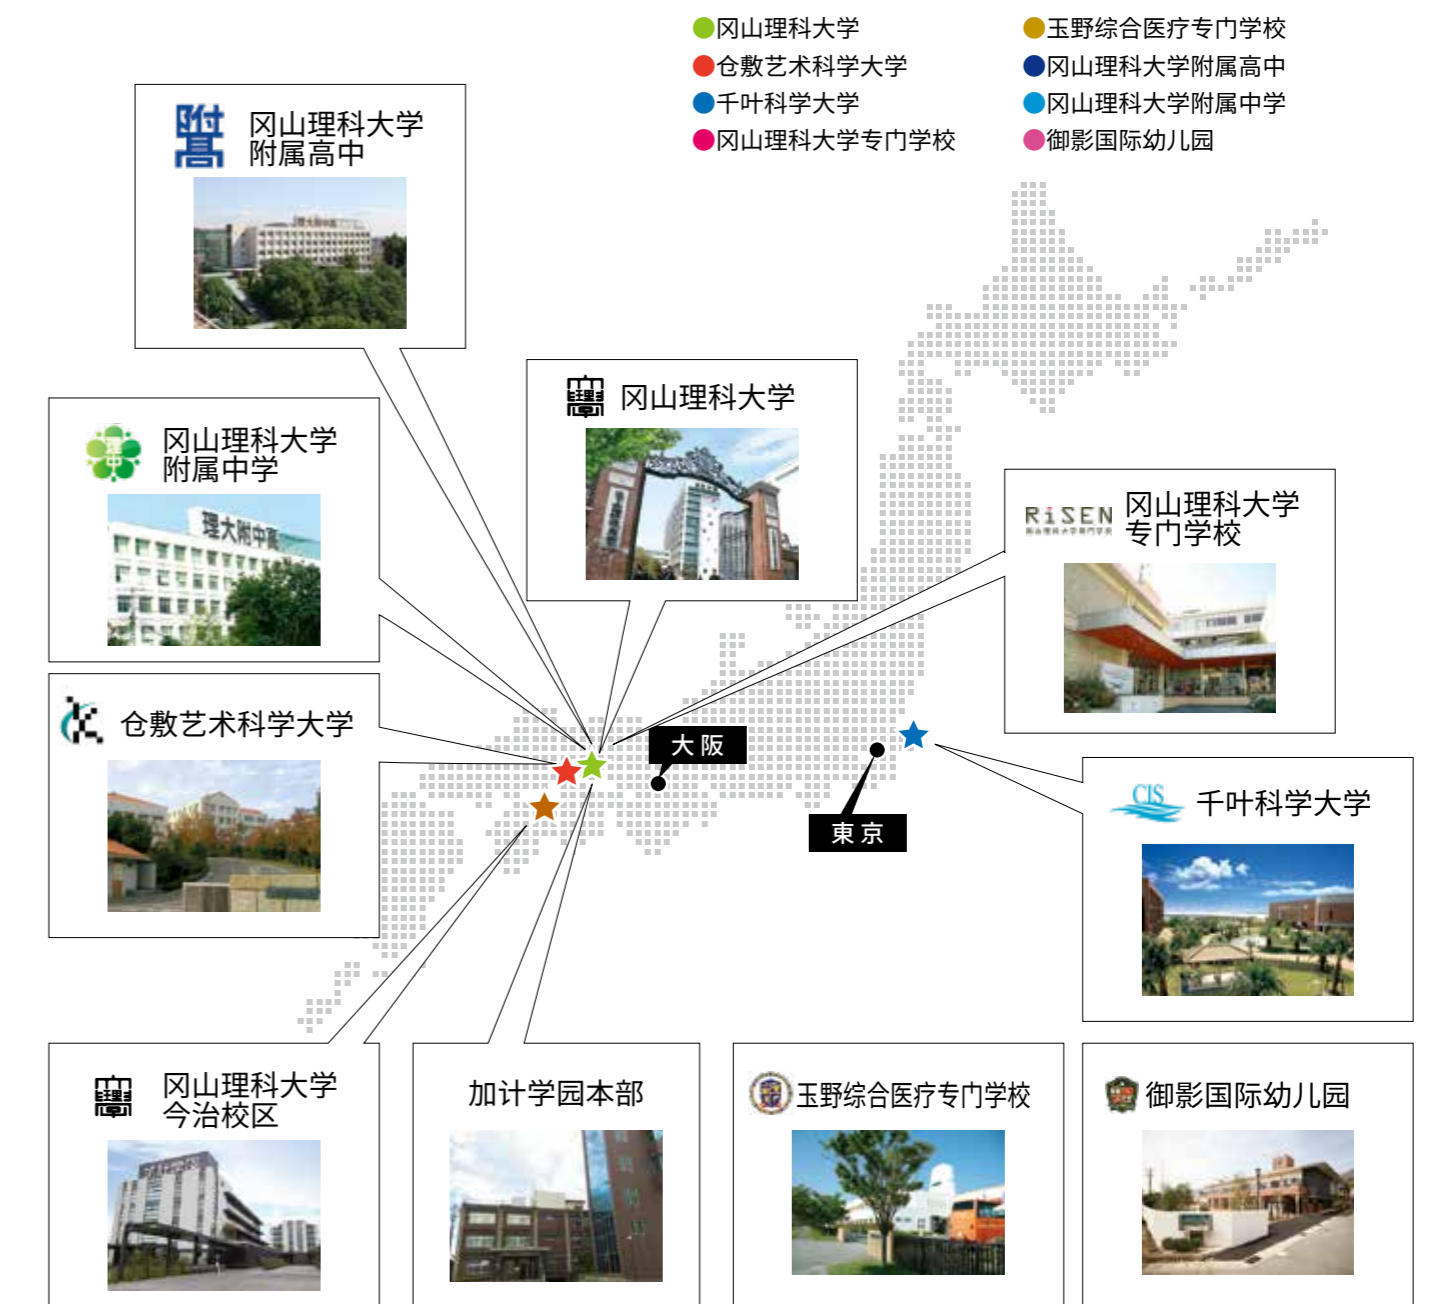 ●冈山理科大学
●仓敷艺术科学大学
●千叶科学大学
●冈山理科大学专门学校
●玉野综合医疗专门学校
●冈山理科大学附属高中
●冈山理科大学附属中学
●御影国际幼儿园
附高
冈山理科大学
附属高中
冈山理科大学
冈山理科大学
附属中学
理大附中高
RiSEN
冈山理科大学
专门学校
仓敷艺术科学大学
大阪
東京
CIS
千叶科学大学
冈山理科大学
今治校区
加计学园本部
玉野综合医疗专门学校
御影国际幼儿园